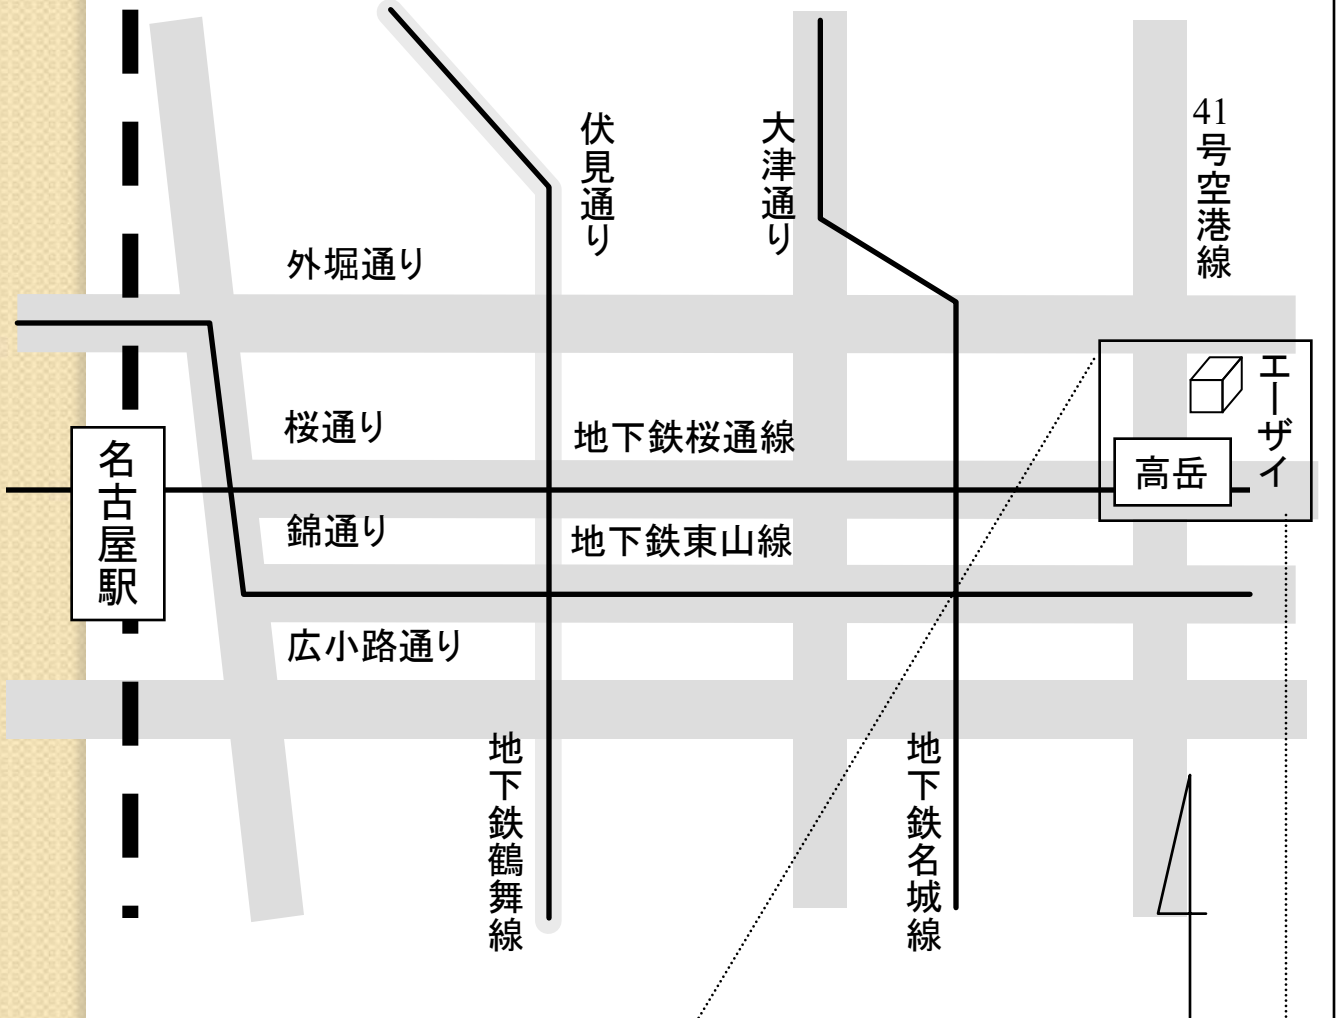 伏見通り
大津通り
41号空港線
外堀通り
エーザイ
桜通り
地下鉄桜通線
名古屋駅
高岳
錦通り
地下鉄東山線
広小路通り
地下鉄鶴舞線
地下鉄名城線